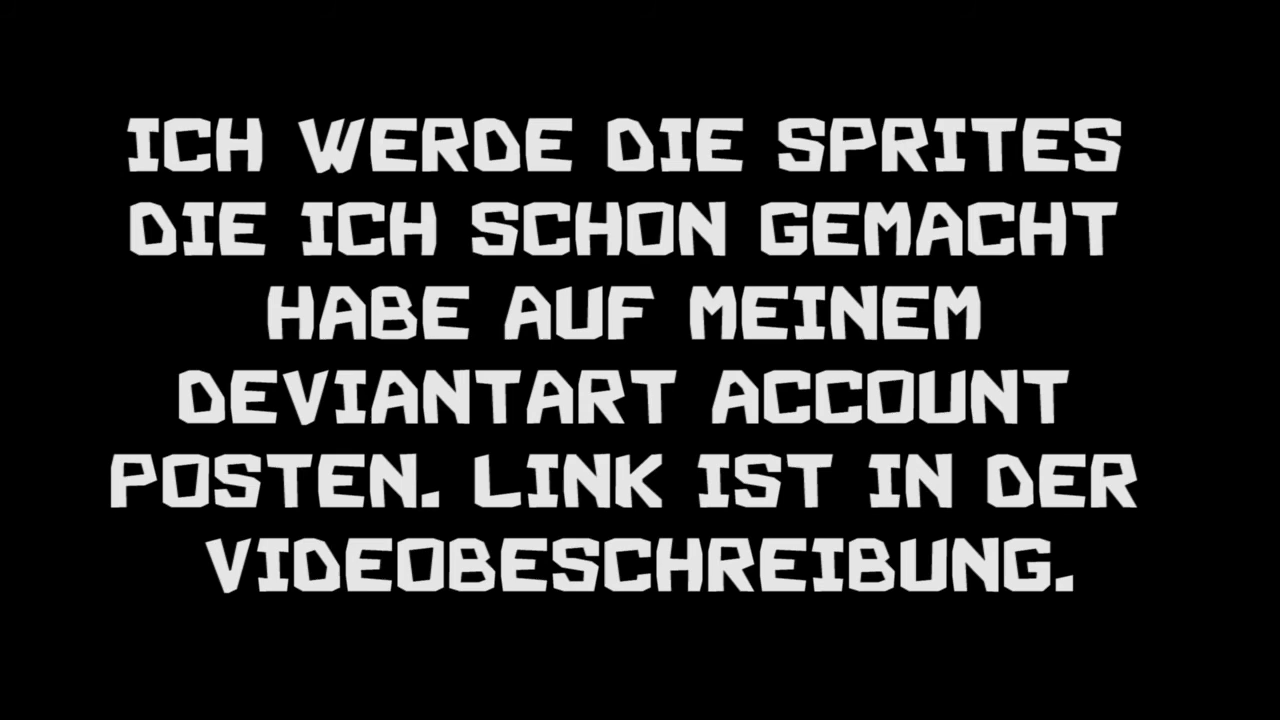 ICH WERDE DIE SPRITES
DIE ICH SCHON GEMACHT
HABE AUF MEINEM
DEVIANTART ACCOUNT
POSTEN. LINK IST IN DER
VIDEOBESCHREIBUNG.